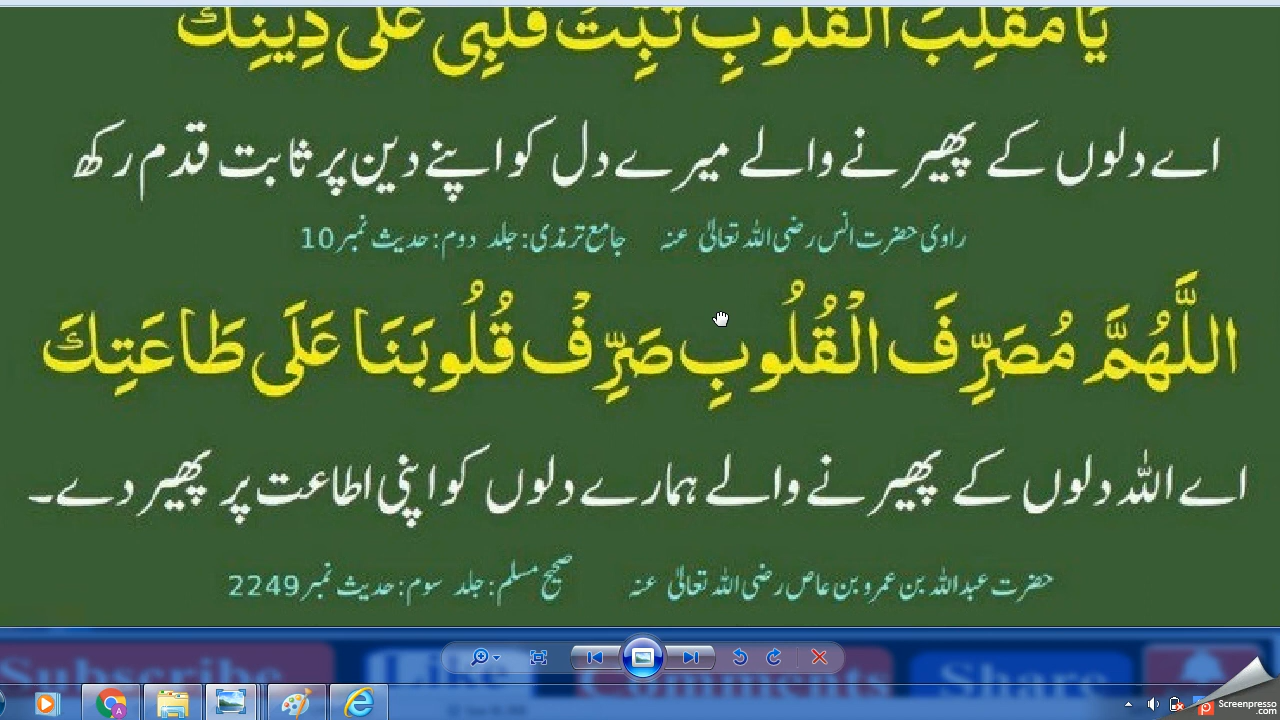 يَا مُقَلِّبَ الْقُلُوبِ ثَبِّتْ قَلْبِي عَلَى دِينِكَ
اے دلوں کے پھیرنے والے میرے دل کو اپنے دین پر ثابت قدم رکھ
راوی حضرت انس رضی اللہ تعالیٰ عنہ جامع ترمذی: جلد دوم: حدیث نمبر 10
اللَّهُمَّ مُصَرِّفَ الْقُلُوبِ صَرِّفْ قُلُوبَنَا عَلَى طَاعَتِكَ
اے اللہ دلوں کے پھیرنے والے ہمارے دلوں کو اپنی اطاعت پر پھیر دے۔
حضرت عبداللہ بن عمرو بن عاص رضی اللہ تعالیٰ عنہ صحیح مسلم: جلد سوم: حدیث نمبر 2249
Subscribe Like Comments Share
Screenpresso
.com